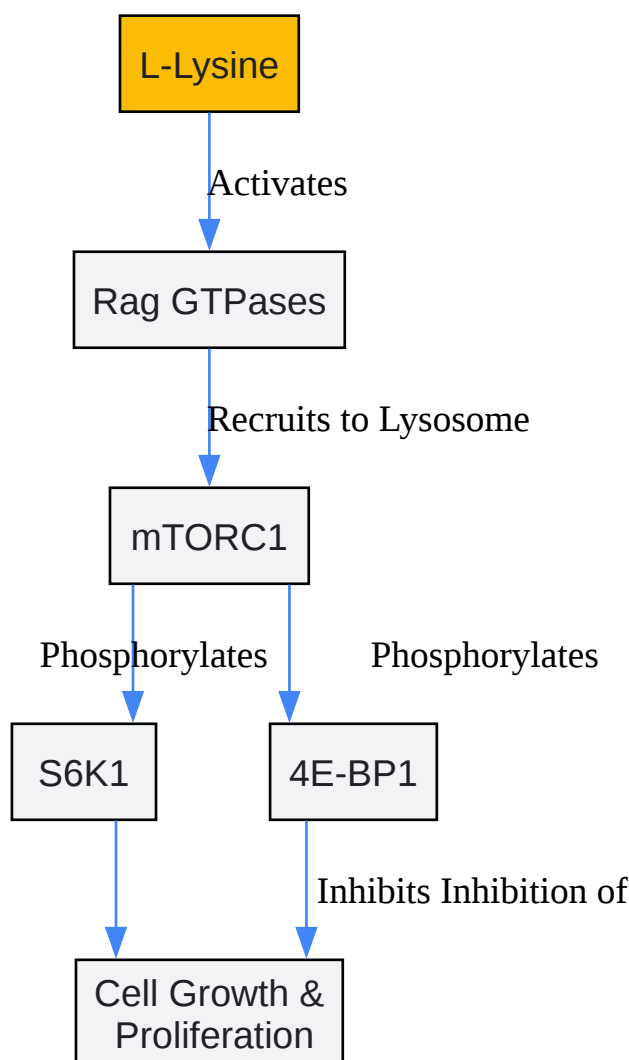 L-Lysine
Activates
Rag GTPases
Recruits to Lysosome
mTORC1
Phosphorylates Phosphorylates
S6K1 4E-BP1
Inhibits Inhibition of
Cell Growth &
Proliferation